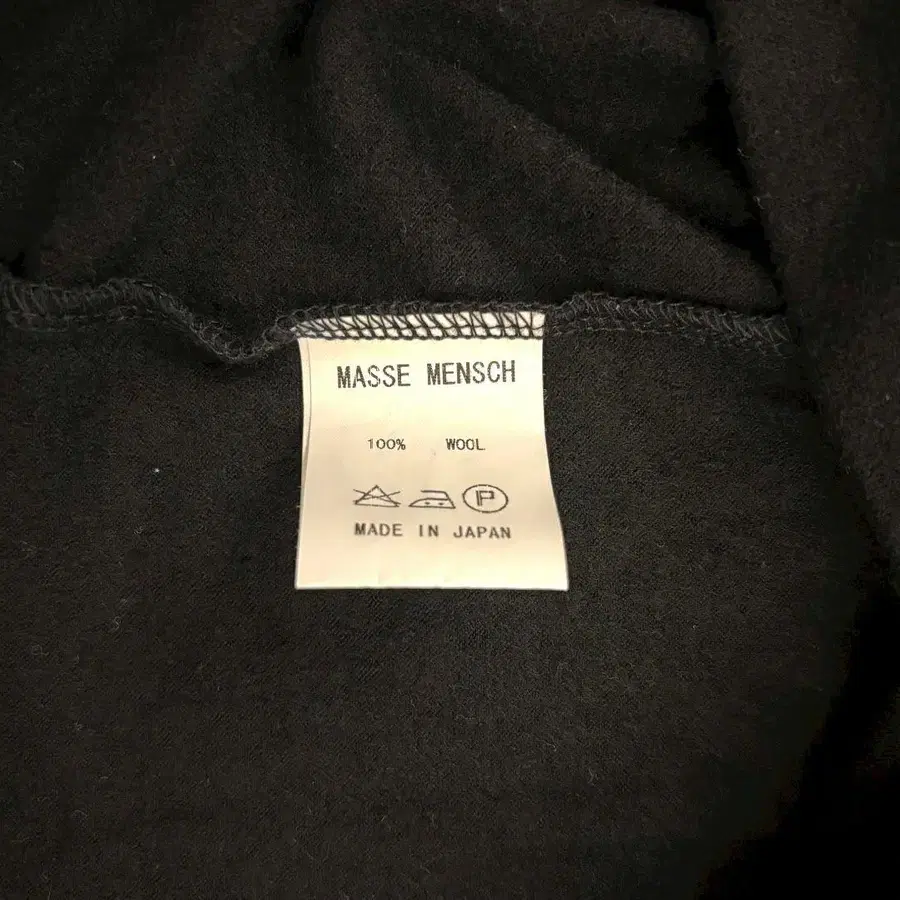 MASSE MENSCH
100% WOOL
P
MADE IN JAPAN